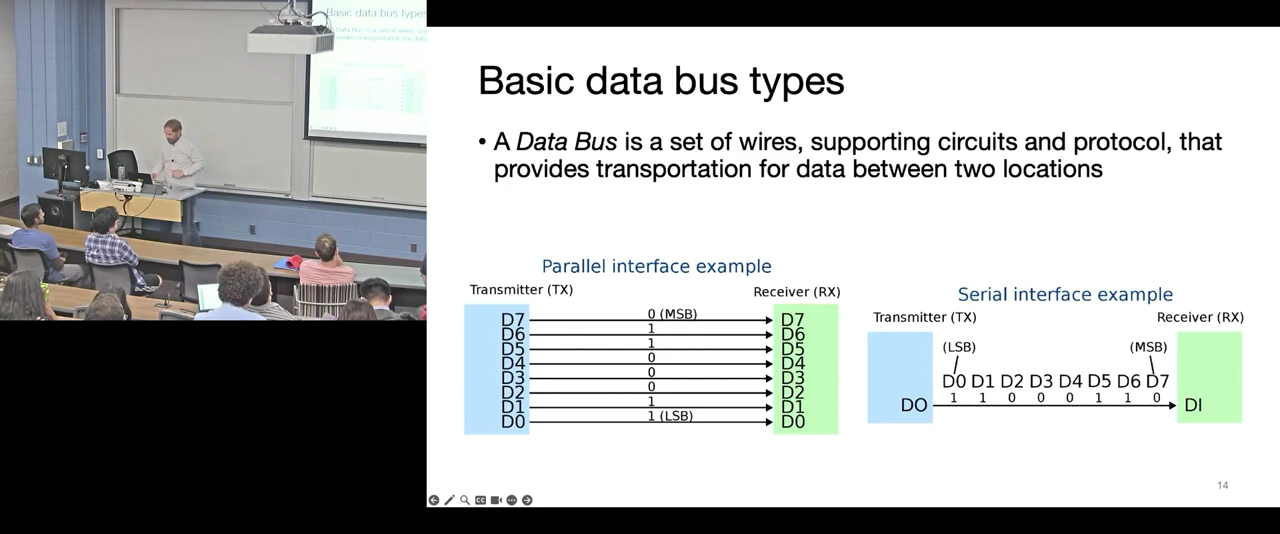 Basic data bus types
Basic data bus types
• A Data Bus is a set of wires, supporting circuits and protocol, that
provides transportation for data between two locations
Parallel interface example
Transmitter (TX)
Receiver (RX)
D7 0 (MSB) D7
D6 1 D6
D5 1 D5
D4 0 D4
D3 0 D3
D2 0 D2
D1 1 D1
D0 1 (LSB) D0
Serial interface example
Transmitter (TX)
Receiver (RX)
(LSB) (MSB)
D0 D1 D2 D3 D4 D5 D6 D7
1 1 0 0 0 1 1 0
DO DI
14
CC